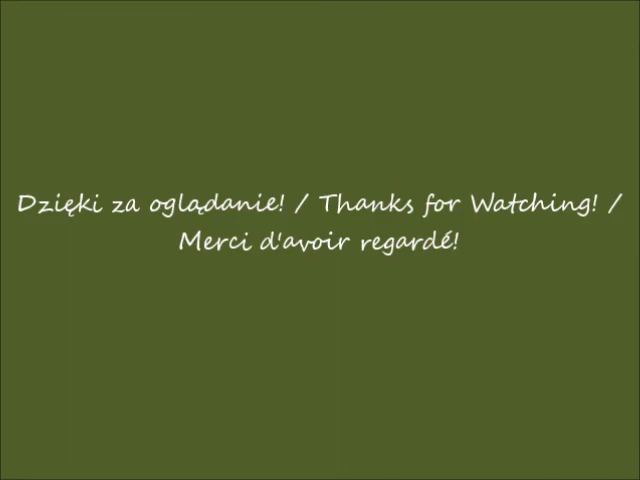 Dzięki za oglądanie! / Thanks for Watching! /
Merci d'avoir regardé!